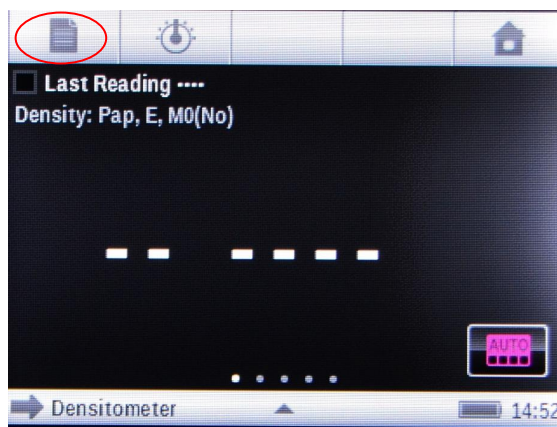 Last Reading ----
Density: Pap, E, M0(No)
-- ----
AUTO
Densitometer
14:52